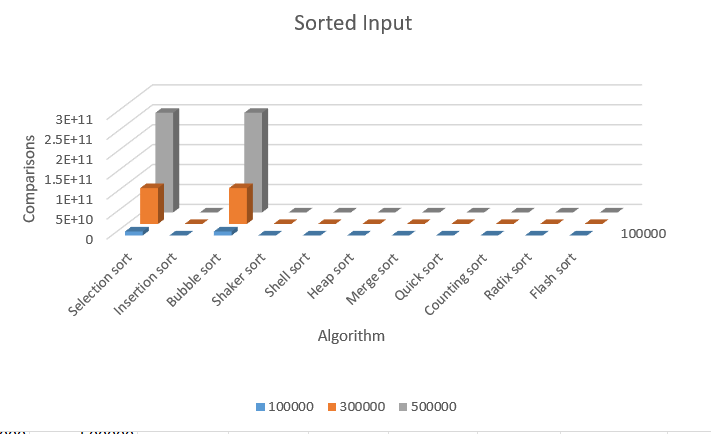 Sorted Input
3E+11
2.5E+11
2E+11
1.5E+11
1E+11
5E+10
0
Comparisons
100000
Selection sort
Insertion sort
Bubble sort
Shaker sort
Shell sort
Heap sort
Merge sort
Quick sort
Counting sort
Radix sort
Flash sort
Algorithm
100000 300000 500000